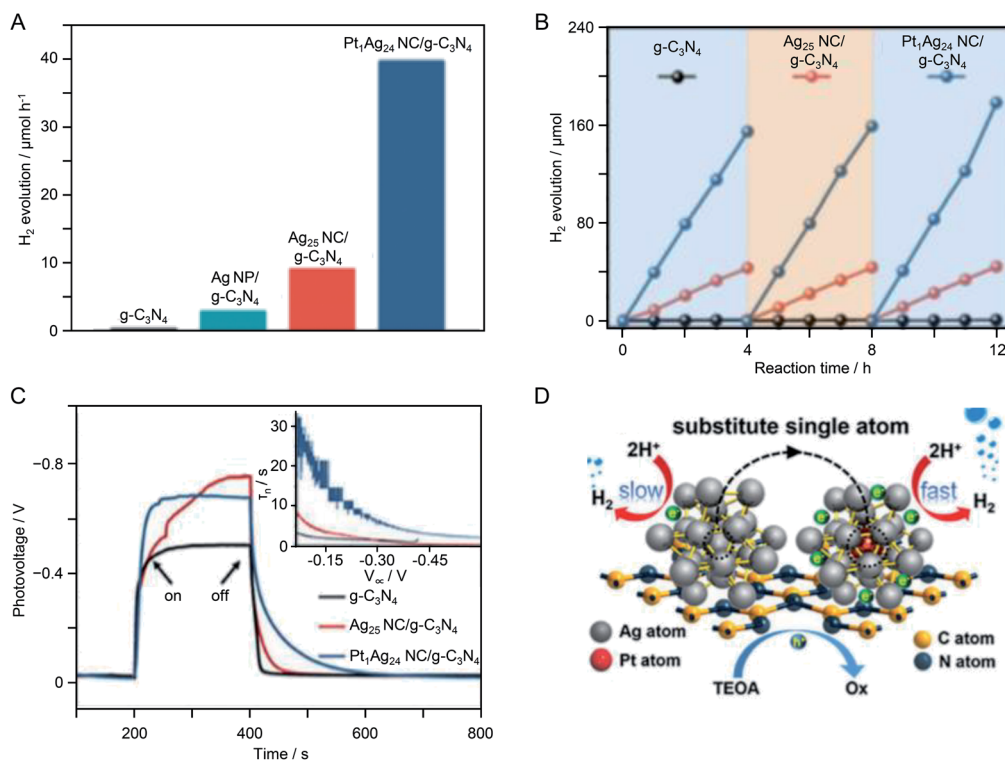 A
H₂ evolution / µmol h⁻¹
40
30
20
10
0
g-C₃N₄
Ag NP/
g-C₃N₄
Ag₂₅ NC/
g-C₃N₄
Pt₁Ag₂₄ NC/g-C₃N₄
B
H₂ evolution / µmol
240
160
80
0
g-C₃N₄
Ag₂₅ NC/
g-C₃N₄
Pt₁Ag₂₄ NC/
g-C₃N₄
0
4
8
12
Reaction time / h
C
Photovoltage / V
−0.8
−0.4
0
on
off
30
20
10
0
τₙ / s
-0.15
-0.30
-0.45
V∝ / V
g-C₃N₄
Ag₂₅ NC/g-C₃N₄
Pt₁Ag₂₄ NC/g-C₃N₄
200
400
600
800
Time / s
D
substitute single atom
2H⁺
2H⁺
H₂
slow
fast
H₂
e⁻
e⁻
e⁻
e⁻
e⁻
e⁻
e⁻
Ag atom
Pt atom
C atom
N atom
h⁺
TEOA
Ox